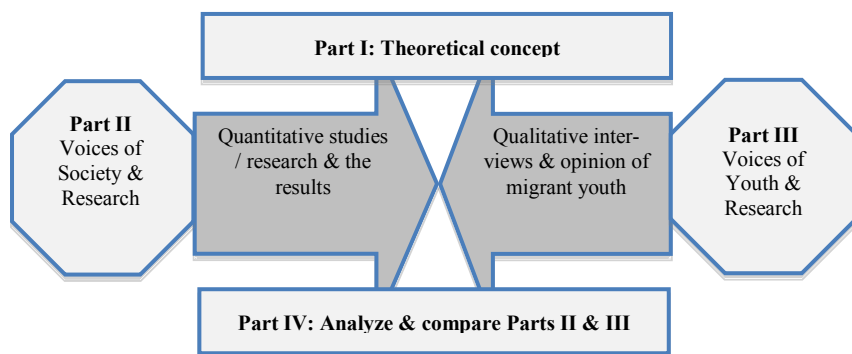 Part I: Theoretical concept
Part II
Voices of
Society &
Research
Quantitative studies
/ research & the
results
Qualitative inter-
views & opinion of
migrant youth
Part III
Voices of
Youth &
Research
Part IV: Analyze & compare Parts II & III